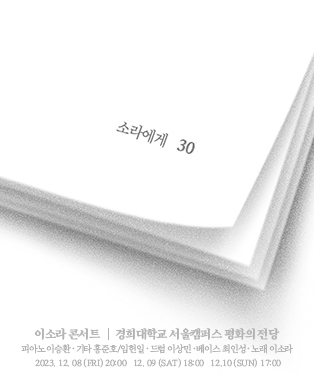 소라에게 30
이소라 콘서트 | 경희대학교 서울캠퍼스 평화의 전당
피아노 이승환 · 기타 홍준호/임헌일 · 드럼 이상민 · 베이스 최인성 · 노래 이소라
2023. 12. 08 (FRI) 20:00 12. 09 (SAT) 18:00 12.10 (SUN) 17:00